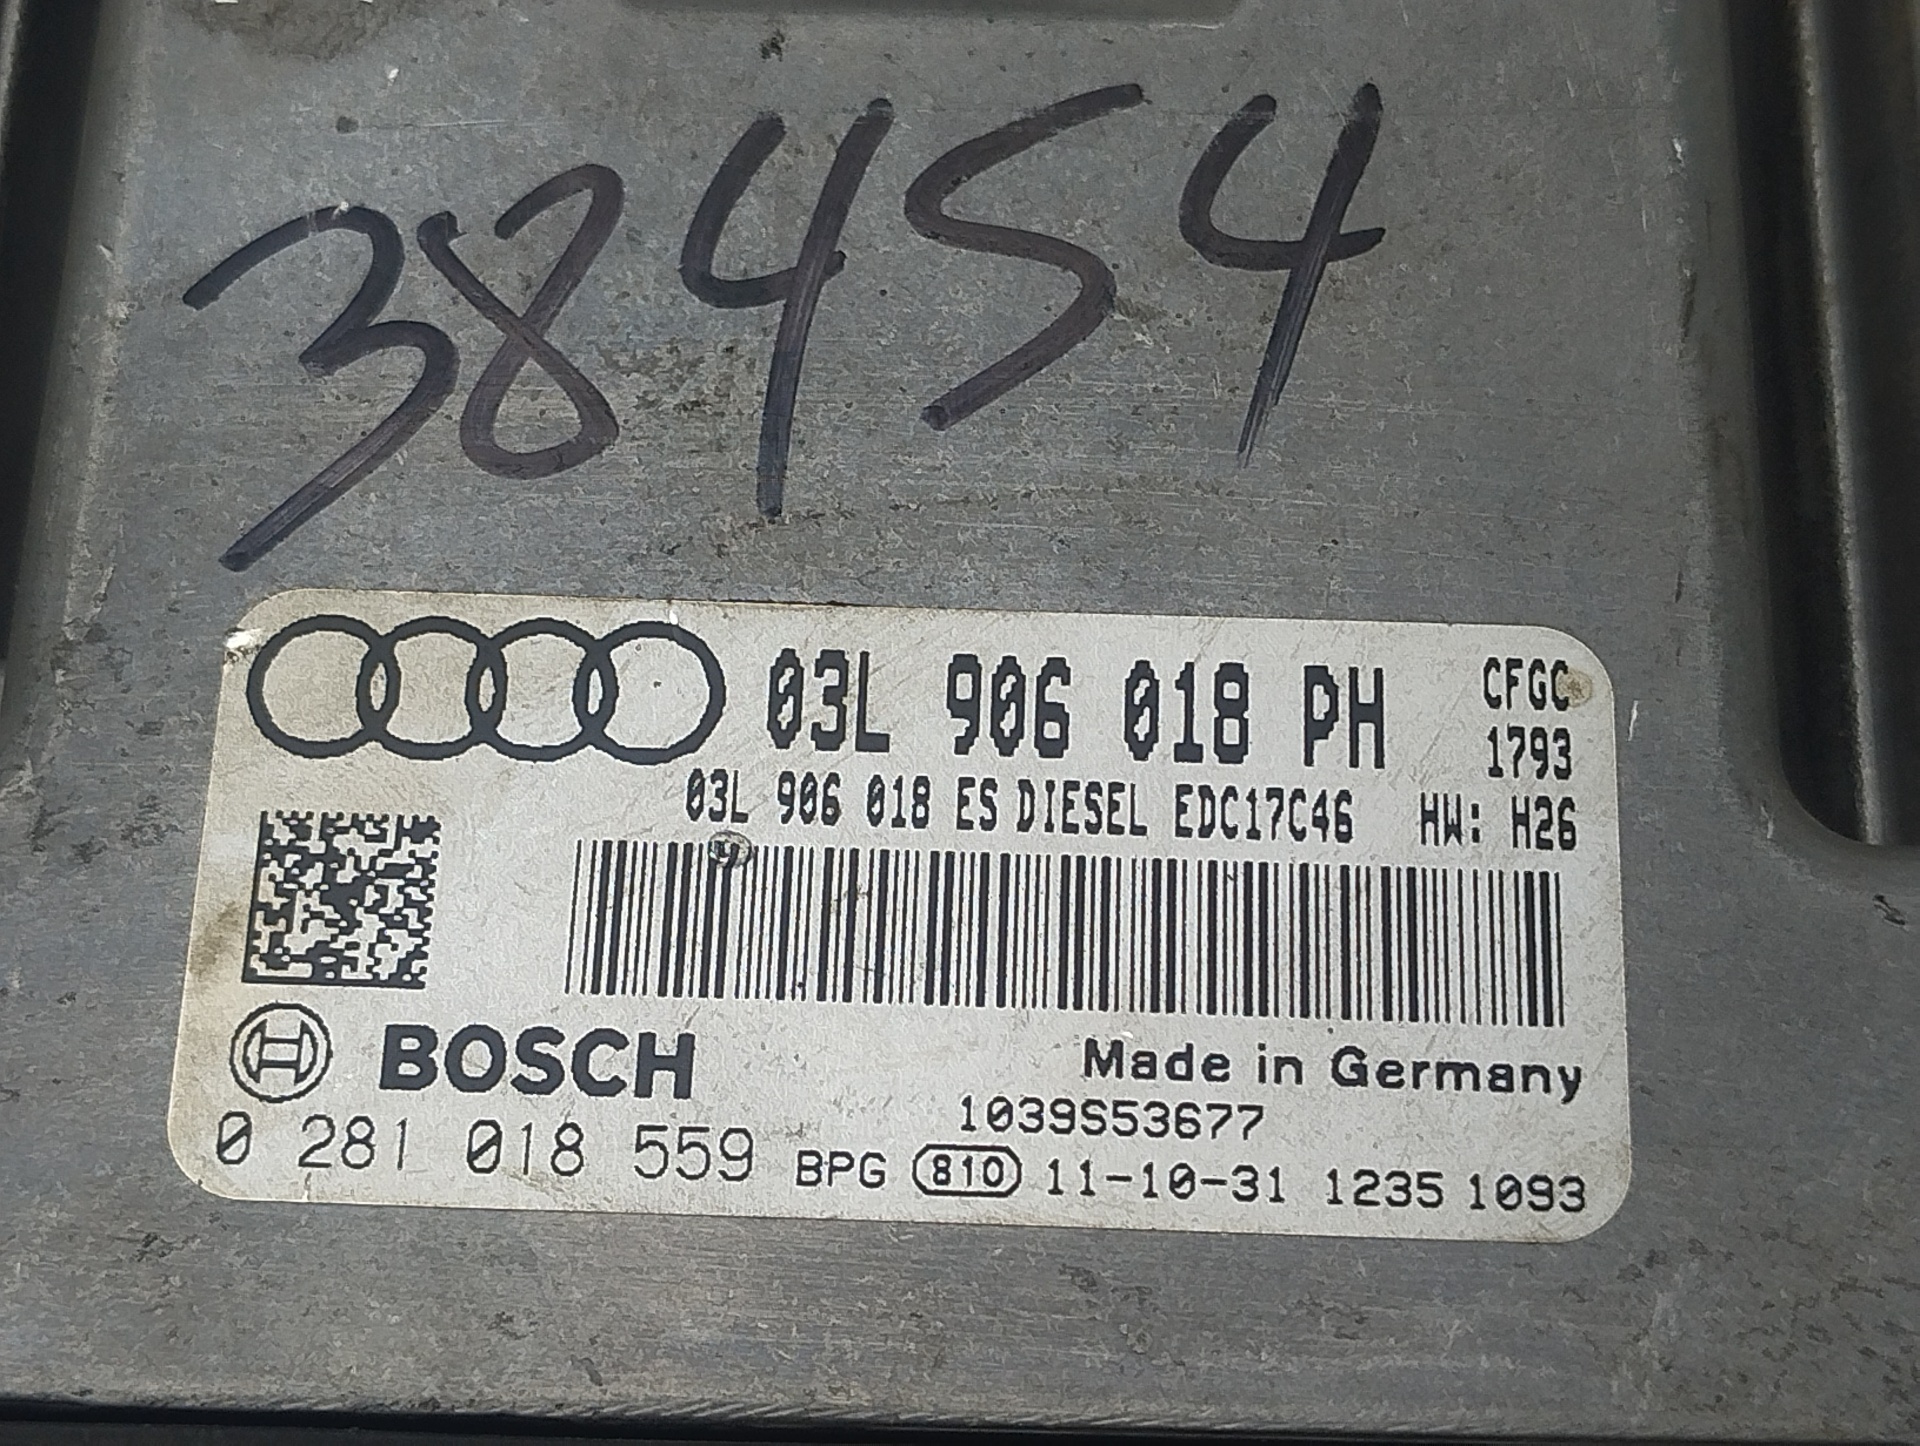 38454
03L 906 018 PH CFGC
1793
03L 906 018 ES DIESEL EDC17C46 HW: H26
BOSCH
Made in Germany
1039S53677
0 281 018 559 BPG 810 11-10-31 1235 1093